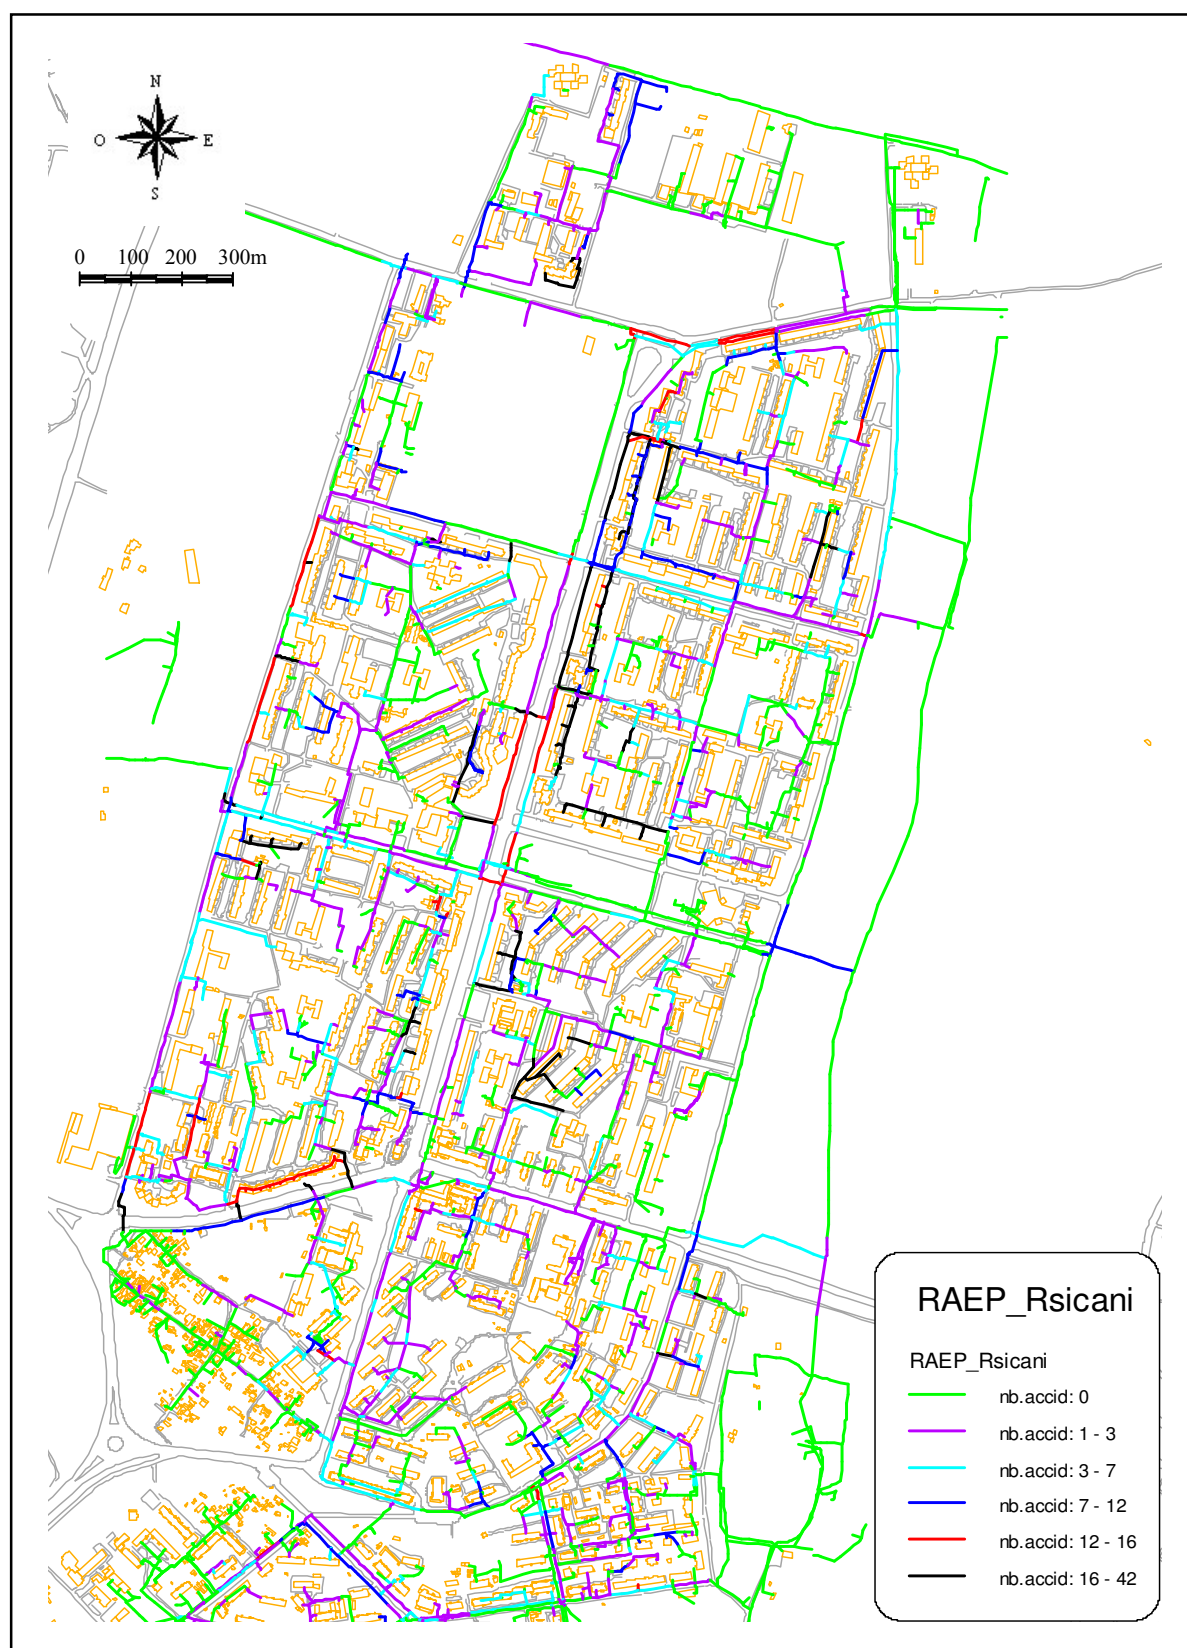 N
O E
S
0 100 200 300m
RAEP_Rsicani
RAEP_Rsicani
nb.accid: 0
nb.accid: 1 - 3
nb.accid: 3 - 7
nb.accid: 7 - 12
nb.accid: 12 - 16
nb.accid: 16 - 42